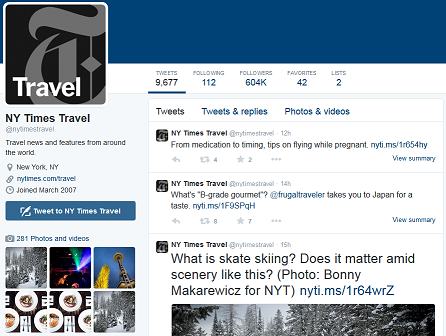 Travel
TWEETS FOLLOWING FOLLOWERS FAVORITES LISTS
9,677 112 604K 42 2
NY Times Travel
@nytimestravel
Travel news and features from around
the world.
New York, NY
nytimes.com/travel
Joined March 2007
Tweet to NY Times Travel
281 Photos and videos
Tweets Tweets & replies Photos & videos
NY Times Travel @nytimestravel · 12h
From medication to timing, tips on flying while pregnant. nyti.ms/1r654hy
4 2 View summary
NY Times Travel @nytimestravel · 14h
What's "B-grade gourmet"? @frugaltraveler takes you to Japan for a
taste. nyti.ms/1F9SPqH
8 7 View summary
NY Times Travel @nytimestravel · 15h
What is skate skiing? Does it matter amid
scenery like this? (Photo: Bonny
Makarewicz for NYT) nyti.ms/1r64wrZ